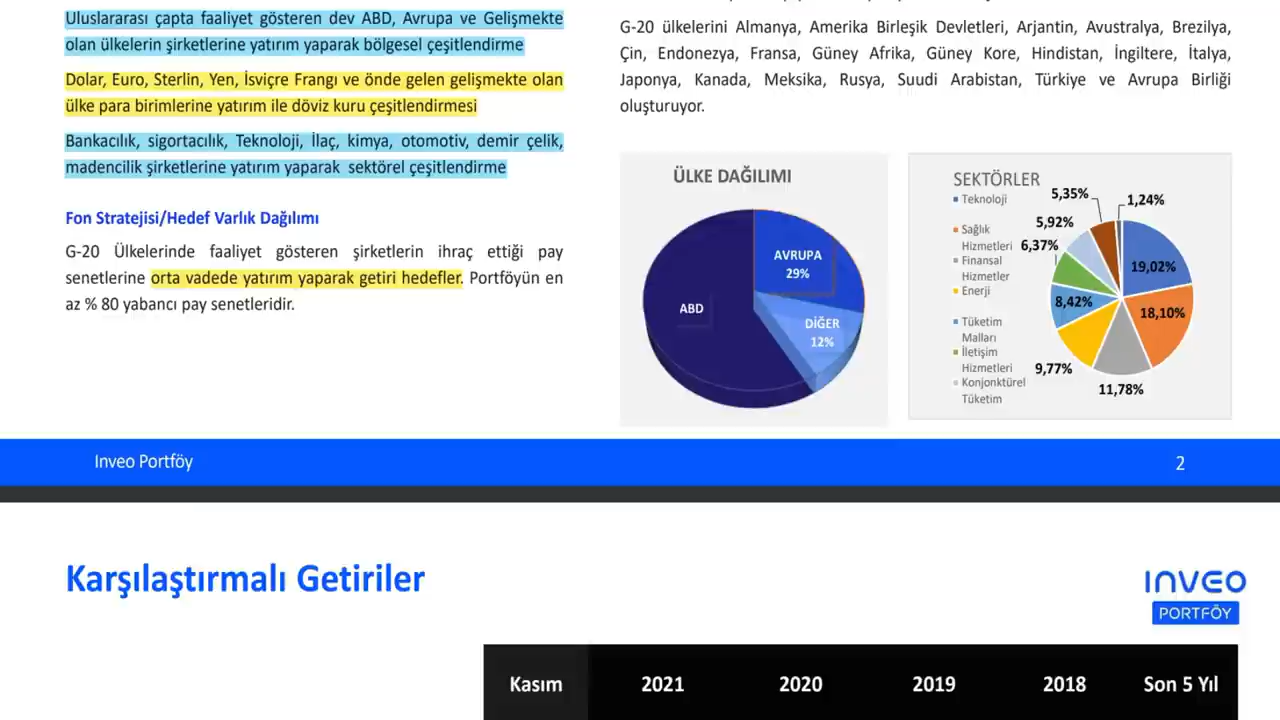 Uluslararası çapta faaliyet gösteren dev ABD, Avrupa ve Gelişmekte
olan ülkelerin şirketlerine yatırım yaparak bölgesel çeşitlendirme
Dolar, Euro, Sterlin, Yen, İsviçre Frangı ve önde gelen gelişmekte olan
ülke para birimlerine yatırım ile döviz kuru çeşitlendirmesi
Bankacılık, sigortacılık, Teknoloji, İlaç, kimya, otomotiv, demir çelik,
madencilik şirketlerine yatırım yaparak sektörel çeşitlendirme
Fon Stratejisi/Hedef Varlık Dağılımı
G-20 Ülkelerinde faaliyet gösteren şirketlerin ihraç ettiği pay
senetlerine orta vadede yatırım yaparak getiri hedefler. Portföyün en
az % 80 yabancı pay senetleridir.
G-20 ülkelerini Almanya, Amerika Birleşik Devletleri, Arjantin, Avustralya, Brezilya,
Çin, Endonezya, Fransa, Güney Afrika, Güney Kore, Hindistan, İngiltere, İtalya,
Japonya, Kanada, Meksika, Rusya, Suudi Arabistan, Türkiye ve Avrupa Birliği
oluşturuyor.
ÜLKE DAĞILIMI
AVRUPA
29%
ABD
DİĞER
12%
SEKTÖRLER
Teknoloji
Sağlık
Hizmetleri
Finansal
Hizmetler
Enerji
Tüketim
Malları
İletişim
Hizmetleri
Konjonktürel
Tüketim
5,35%
1,24%
5,92%
6,37%
19,02%
8,42%
18,10%
9,77%
11,78%
Inveo Portföy
2
Karşılaştırmalı Getiriler
INVEO
PORTFÖY
Kasım 2021 2020 2019 2018 Son 5 Yıl